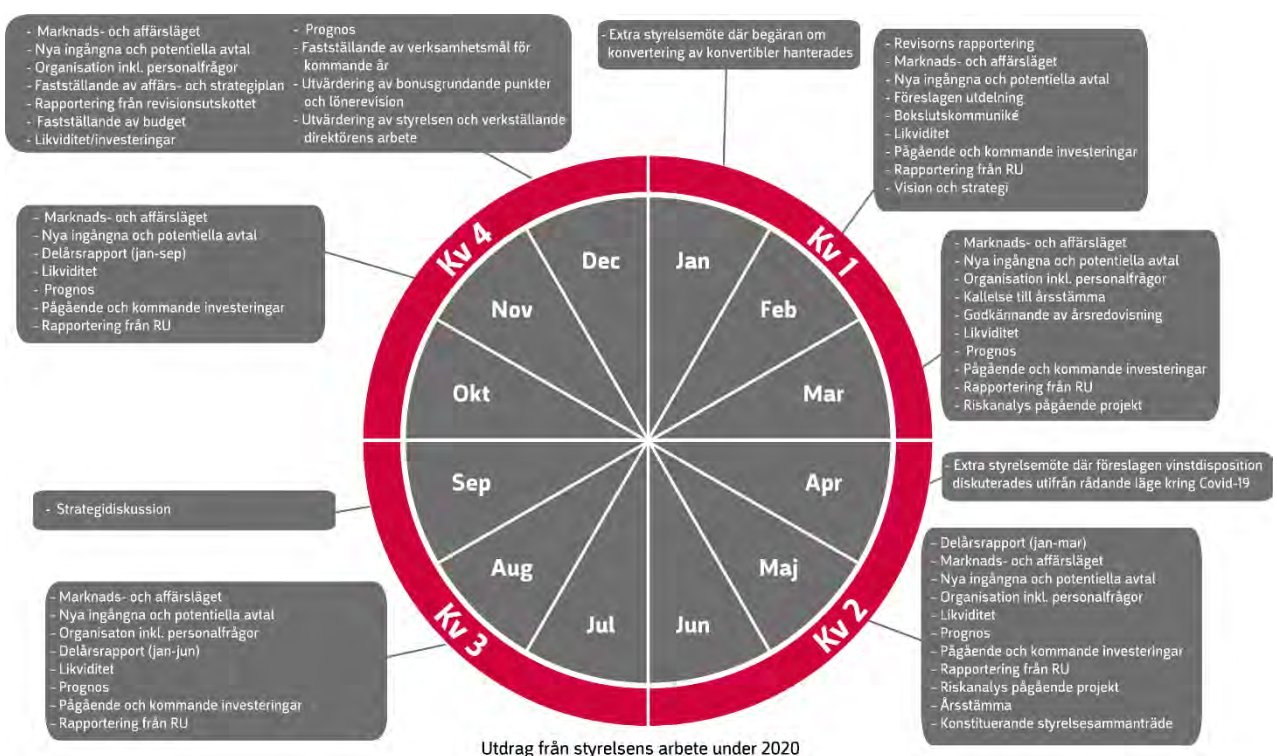 - Marknads- och affärsläget
- Nya ingångna och potentiella avtal
- Organisation inkl. personalfrågor
- Fastställande av affärs- och strategiplan
- Rapportering från revisionsutskottet
- Fastställande av budget
- Likviditet/investeringar
- Prognos
- Fastställande av verksamhetsmål för
kommande år
- Utvärdering av bonusgrundande punkter
och lönerevision
- Utvärdering av styrelsen och verkställande
direktörens arbete
- Extra styrelsemöte där begäran om
konvertering av konvertibler hanterades
- Revisorns rapportering
- Marknads- och affärsläget
- Nya ingångna och potentiella avtal
- Föreslagen utdelning
- Bokslutskommuniké
- Likviditet
- Pågående och kommande investeringar
- Rapportering från RU
- Vision och strategi
- Marknads- och affärsläget
- Nya ingångna och potentiella avtal
- Delårsrapport (jan-sep)
- Likviditet
- Prognos
- Pågående och kommande investeringar
- Rapportering från RU
- Marknads- och affärsläget
- Nya ingångna och potentiella avtal
- Organisation inkl. personalfrågor
- Kallelse till årsstämma
- Godkännande av årsredovisning
- Likviditet
- Prognos
- Pågående och kommande investeringar
- Rapportering från RU
- Riskanalys pågående projekt
Kv 4
Kv 1
Dec
Jan
Nov
Feb
Okt
Mar
Sep
Apr
Aug
Maj
Jul
Jun
Kv 3
Kv 2
- Strategidiskussion
- Extra styrelsemöte där föreslagen vinstdisposition
diskuterades utifrån rådande läge kring Covid-19
- Marknads- och affärsläget
- Nya ingångna och potentiella avtal
- Organisaton inkl. personalfrågor
- Delårsrapport (jan-jun)
- Likviditet
- Prognos
- Pågående och kommande investeringar
- Rapportering från RU
- Delårsrapport (jan-mar)
- Marknads- och affärsläget
- Nya ingångna och potentiella avtal
- Organisation inkl. personalfrågor
- Likviditet
- Prognos
- Pågående och kommande investeringar
- Rapportering från RU
- Riskanalys pågående projekt
- Årsstämma
- Konstituerande styrelsesammanträde
Utdrag från styrelsens arbete under 2020